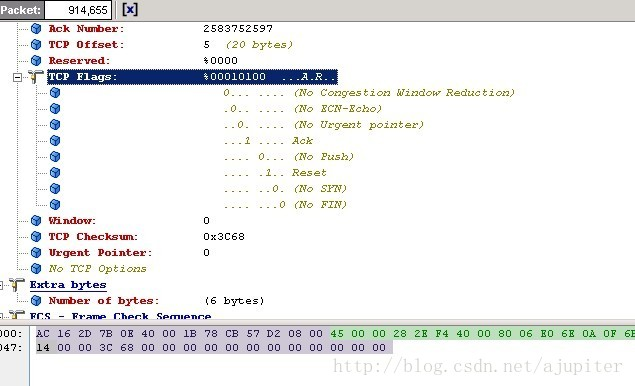 Packet: 914,655 [x]
Ack Number: 2583752597
TCP Offset: 5 (20 bytes)
Reserved: %0000
TCP Flags: %00010100 ...A.R..
0... .... (No Congestion Window Reduction)
.0.. .... (No ECN-Echo)
..0. .... (No Urgent pointer)
...1 .... Ack
.... 0... (No Push)
.... .1.. Reset
.... ..0. (No SYN)
.... ...0 (No FIN)
Window: 0
TCP Checksum: 0x3C68
Urgent Pointer: 0
No TCP Options
Extra bytes
Number of bytes: (6 bytes)
FCS - Frame Check Sequence
000: AC 16 2D 7B 0E 40 00 1B 78 CB 57 D2 08 00 45 00 00 28 2E F4 40 00 80 06 E0 6E 0A 0F
047: 14 00 00 3C 68 00 00 00 00 00 00 00 00 00 00
http://blog.csdn.net/ajupiter